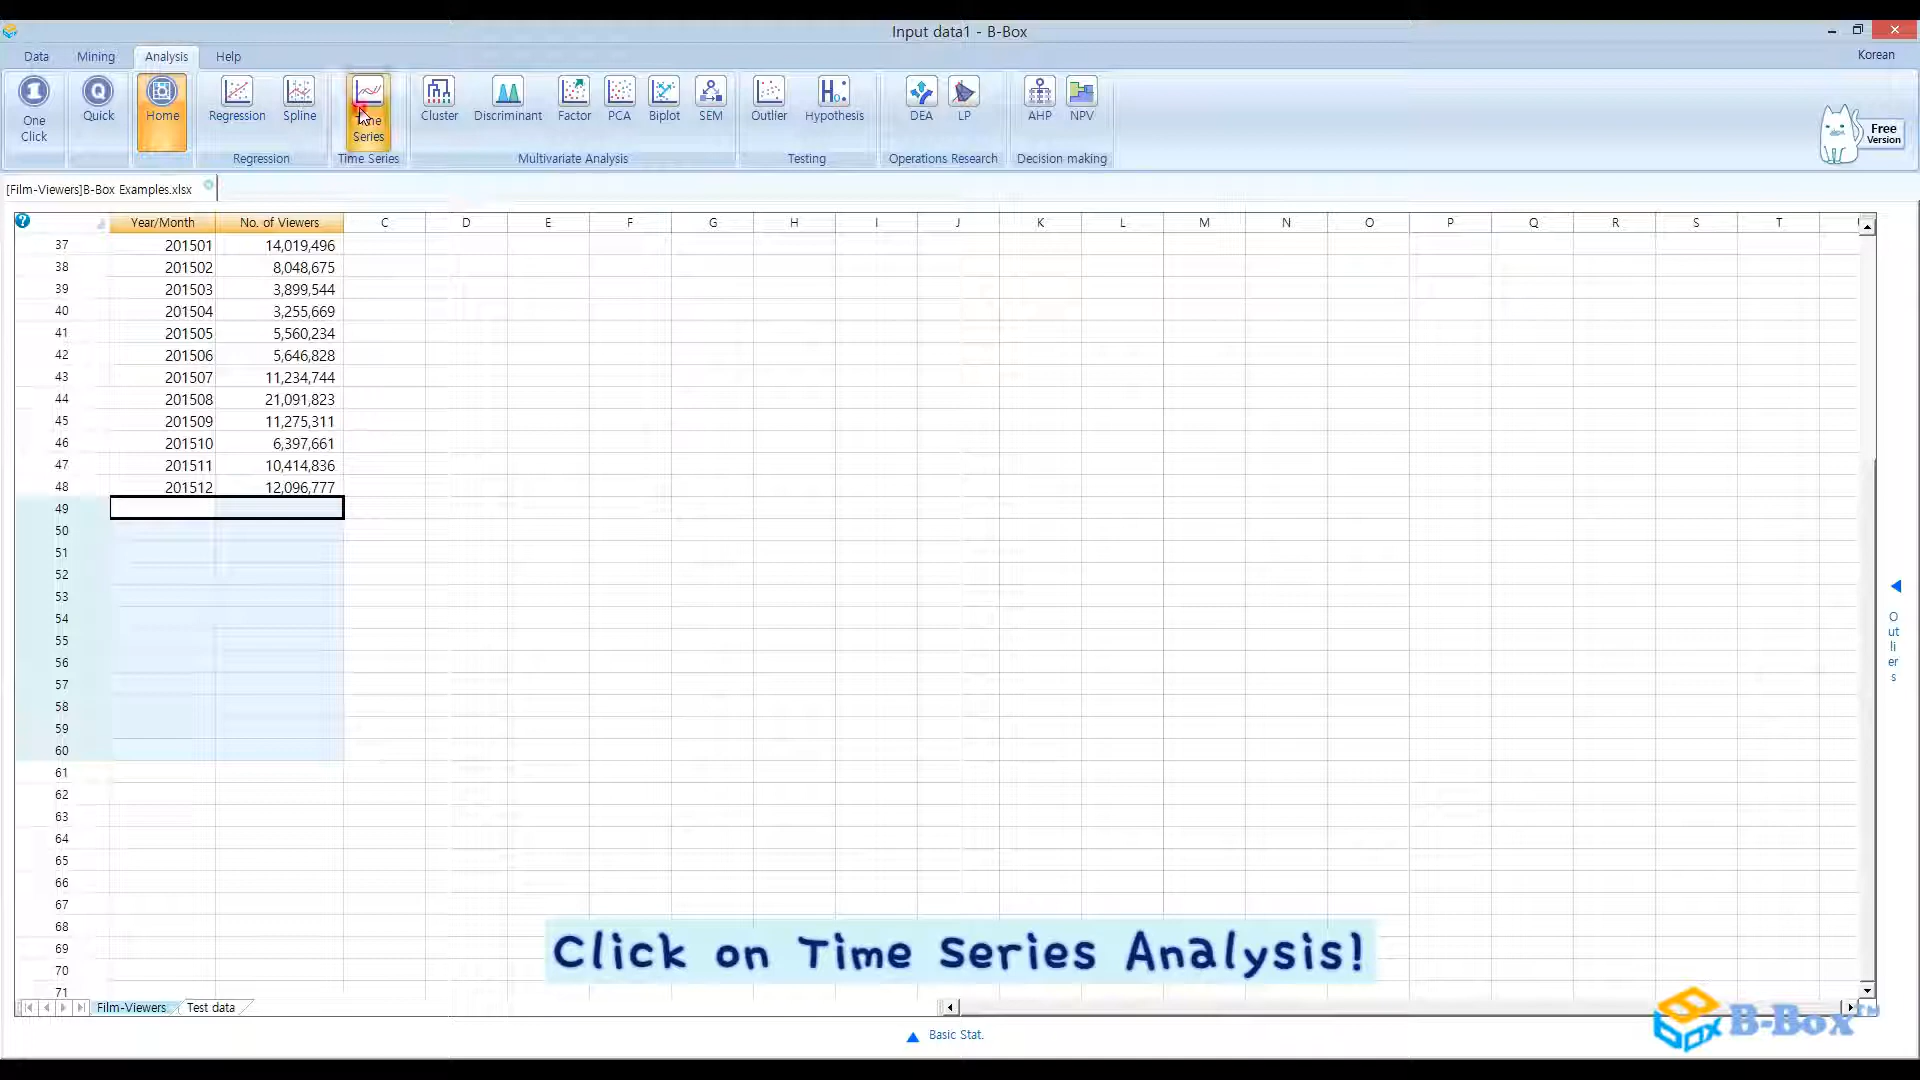 Input data1 - B-Box
Data Mining Analysis Help Korean
One Click
Quick
Home
Regression
Spline
Time Series
Cluster
Discriminant
Factor
PCA
Biplot
SEM
Outlier
Hypothesis
DEA
LP
AHP
NPV
Free Version
Regression Time Series Multivariate Analysis Testing Operations Research Decision making
[Film-Viewers]B-Box Examples.xlsx
Year/Month No. of Viewers C D E F G H I J K L M N O P Q R S T
37 201501 14,019,496
38 201502 8,048,675
39 201503 3,899,544
40 201504 3,255,669
41 201505 5,560,234
42 201506 5,646,828
43 201507 11,234,744
44 201508 21,091,823
45 201509 11,275,311
46 201510 6,397,661
47 201511 10,414,836
48 201512 12,096,777
49
50
51
52
53
54
55
56
57
58
59
60
61
62
63
64
65
66
67
68
69
70
71
Outliers
Click on Time Series Analysis!
Film-Viewers Test data
Basic Stat.
B-Box™